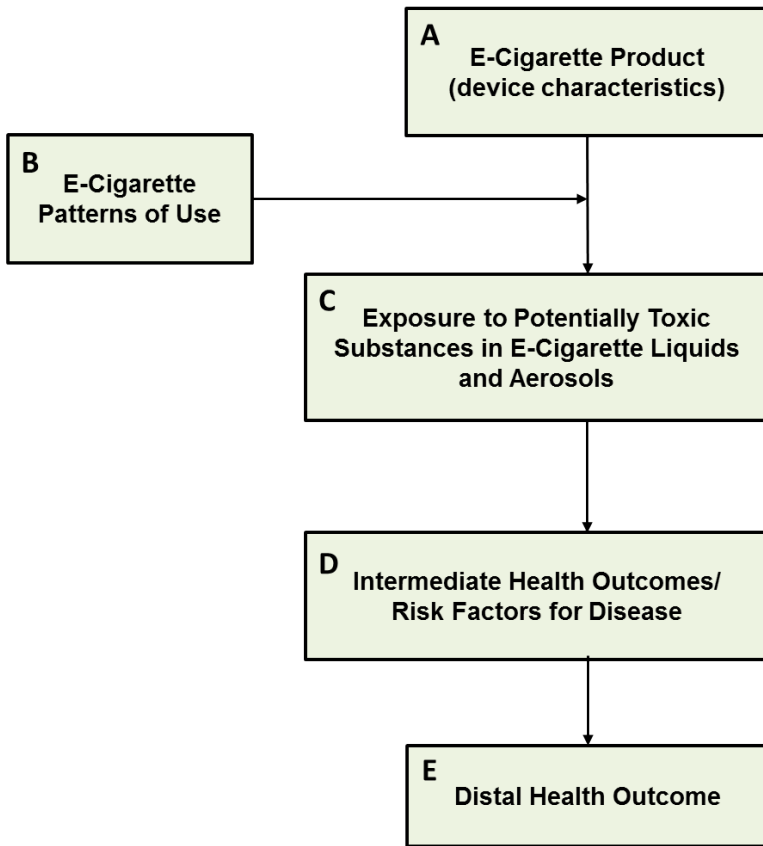 A
E-Cigarette Product
(device characteristics)
B
E-Cigarette
Patterns of Use
C
Exposure to Potentially Toxic
Substances in E-Cigarette Liquids
and Aerosols
D
Intermediate Health Outcomes/
Risk Factors for Disease
E
Distal Health Outcome